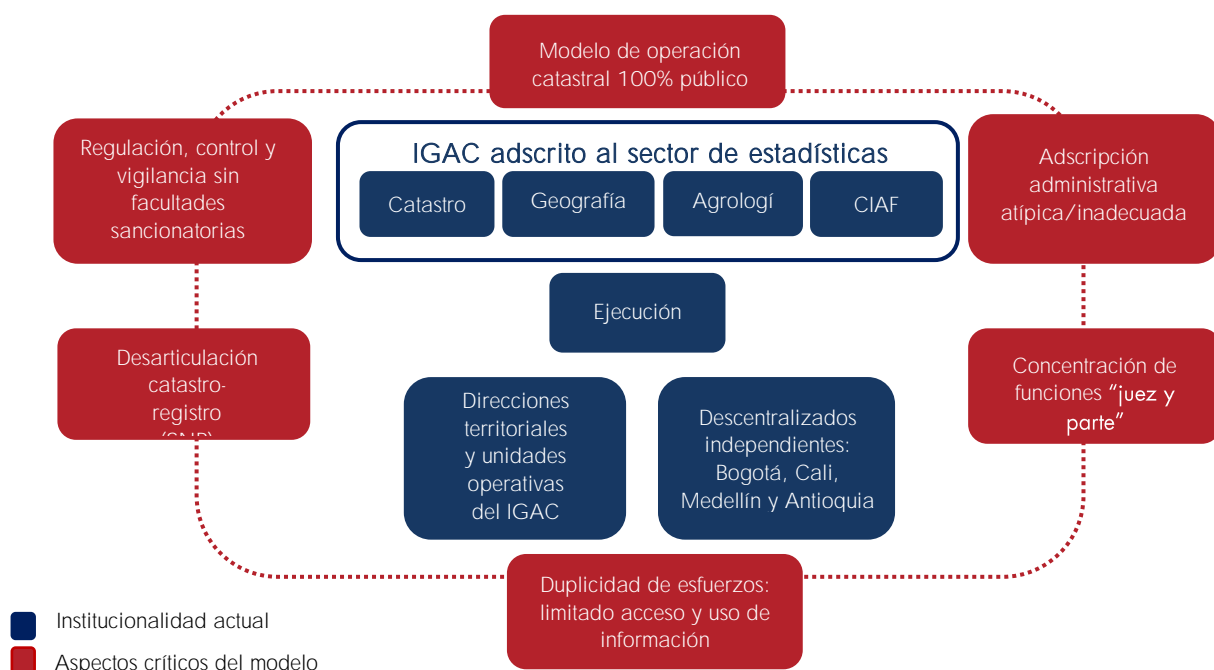 Modelo de operación
catastral 100% público
Regulación, control y
vigilancia sin
facultades
sancionatorias
IGAC adscrito al sector de estadísticas
Catastro
Geografía
Agrologí
CIAF
Adscripción
administrativa
atípica/inadecuada
Ejecución
Desarticulación
catastro-
registro
Concentración de
funciones “juez y
parte”
Direcciones
territoriales
y unidades
operativas
del IGAC
Descentralizados
independientes:
Bogotá, Cali,
Medellín y Antioquia
Duplicidad de esfuerzos:
limitado acceso y uso de
información
Institucionalidad actual
Aspectos críticos del modelo